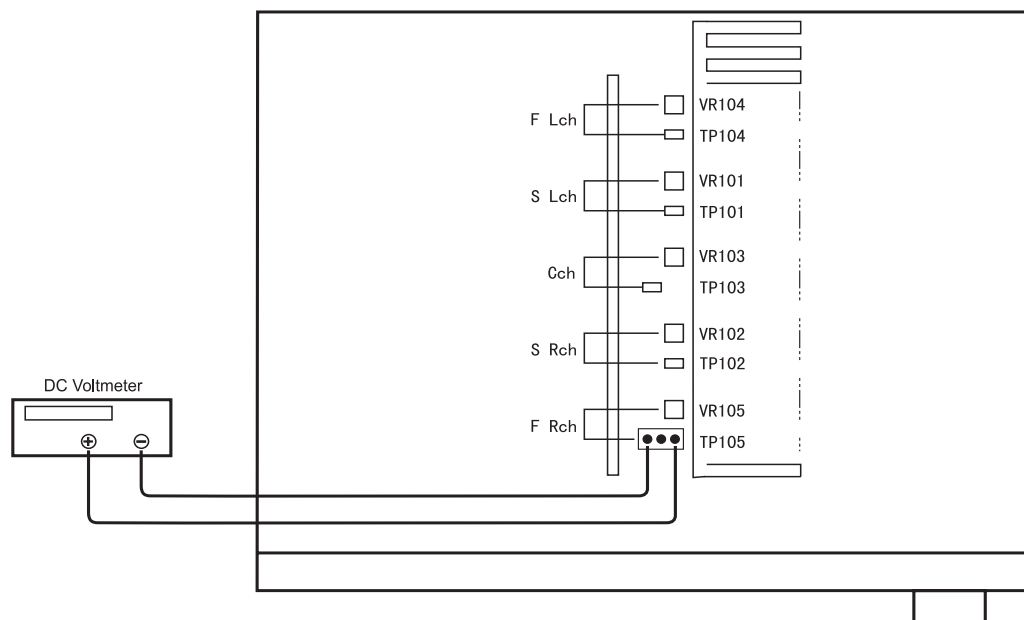 F Lch
VR104
TP104
S Lch
VR101
TP101
Cch
VR103
TP103
S Rch
VR102
TP102
F Rch
VR105
TP105
DC Voltmeter
+ −